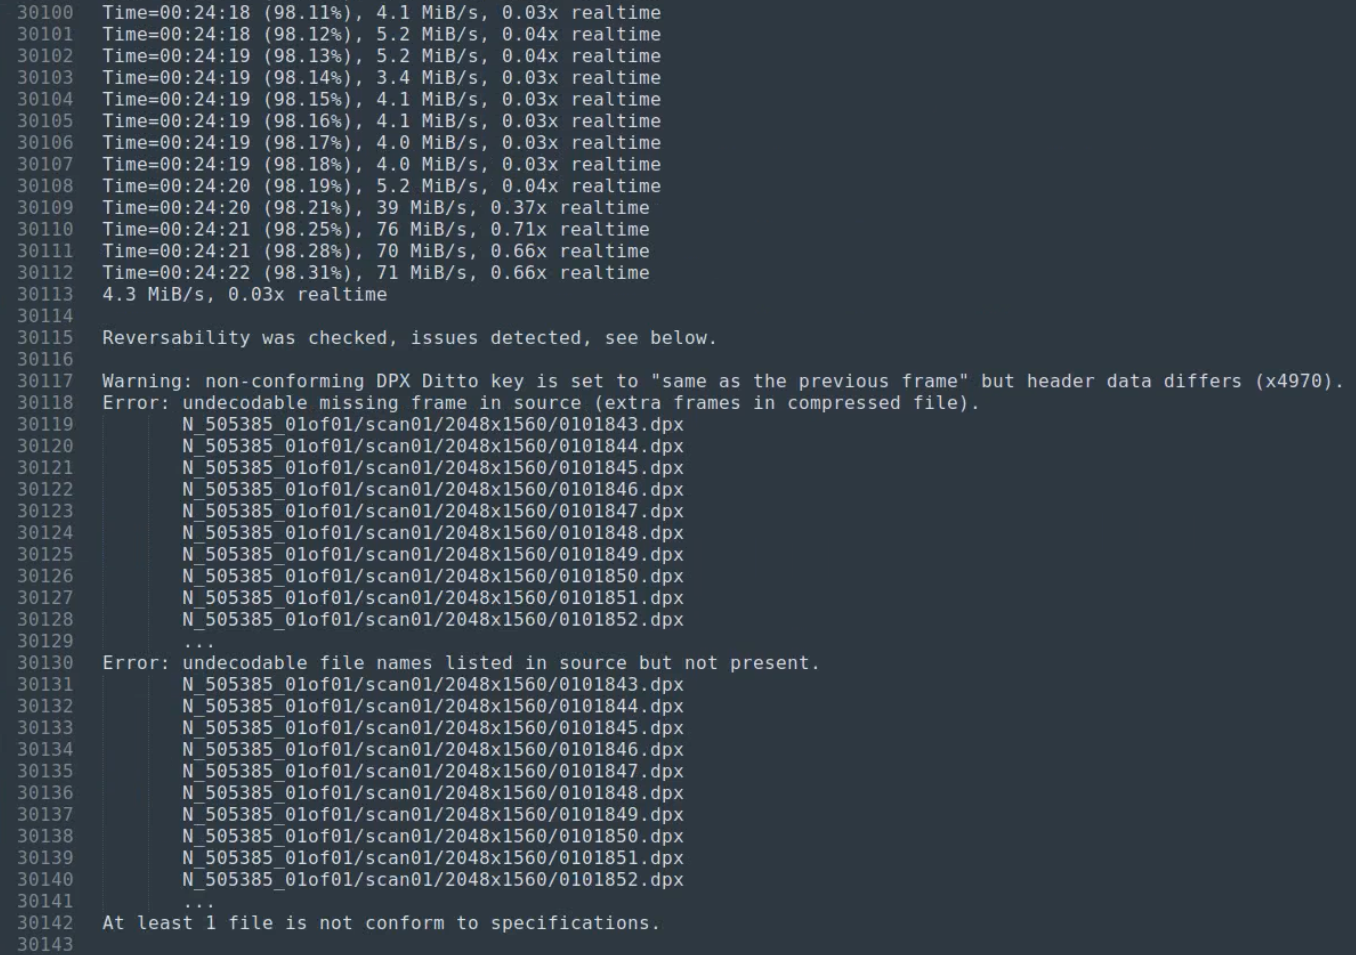 30100 Time=00:24:18 (98.11%), 4.1 MiB/s, 0.03x realtime
30101 Time=00:24:18 (98.12%), 5.2 MiB/s, 0.04x realtime
30102 Time=00:24:19 (98.13%), 5.2 MiB/s, 0.04x realtime
30103 Time=00:24:19 (98.14%), 3.4 MiB/s, 0.03x realtime
30104 Time=00:24:19 (98.15%), 4.1 MiB/s, 0.03x realtime
30105 Time=00:24:19 (98.16%), 4.1 MiB/s, 0.03x realtime
30106 Time=00:24:19 (98.17%), 4.0 MiB/s, 0.03x realtime
30107 Time=00:24:19 (98.18%), 4.0 MiB/s, 0.03x realtime
30108 Time=00:24:20 (98.19%), 5.2 MiB/s, 0.04x realtime
30109 Time=00:24:20 (98.21%), 39 MiB/s, 0.37x realtime
30110 Time=00:24:21 (98.25%), 76 MiB/s, 0.71x realtime
30111 Time=00:24:21 (98.28%), 70 MiB/s, 0.66x realtime
30112 Time=00:24:22 (98.31%), 71 MiB/s, 0.66x realtime
30113 4.3 MiB/s, 0.03x realtime
30114
30115 Reversability was checked, issues detected, see below.
30116
30117 Warning: non-conforming DPX Ditto key is set to "same as the previous frame" but header data differs (x4970).
30118 Error: undecodable missing frame in source (extra frames in compressed file).
30119 N_505385_01of01/scan01/2048x1560/0101843.dpx
30120 N_505385_01of01/scan01/2048x1560/0101844.dpx
30121 N_505385_01of01/scan01/2048x1560/0101845.dpx
30122 N_505385_01of01/scan01/2048x1560/0101846.dpx
30123 N_505385_01of01/scan01/2048x1560/0101847.dpx
30124 N_505385_01of01/scan01/2048x1560/0101848.dpx
30125 N_505385_01of01/scan01/2048x1560/0101849.dpx
30126 N_505385_01of01/scan01/2048x1560/0101850.dpx
30127 N_505385_01of01/scan01/2048x1560/0101851.dpx
30128 N_505385_01of01/scan01/2048x1560/0101852.dpx
30129 ...
30130 Error: undecodable file names listed in source but not present.
30131 N_505385_01of01/scan01/2048x1560/0101843.dpx
30132 N_505385_01of01/scan01/2048x1560/0101844.dpx
30133 N_505385_01of01/scan01/2048x1560/0101845.dpx
30134 N_505385_01of01/scan01/2048x1560/0101846.dpx
30135 N_505385_01of01/scan01/2048x1560/0101847.dpx
30136 N_505385_01of01/scan01/2048x1560/0101848.dpx
30137 N_505385_01of01/scan01/2048x1560/0101849.dpx
30138 N_505385_01of01/scan01/2048x1560/0101850.dpx
30139 N_505385_01of01/scan01/2048x1560/0101851.dpx
30140 N_505385_01of01/scan01/2048x1560/0101852.dpx
30141 ...
30142 At least 1 file is not conform to specifications.
30143